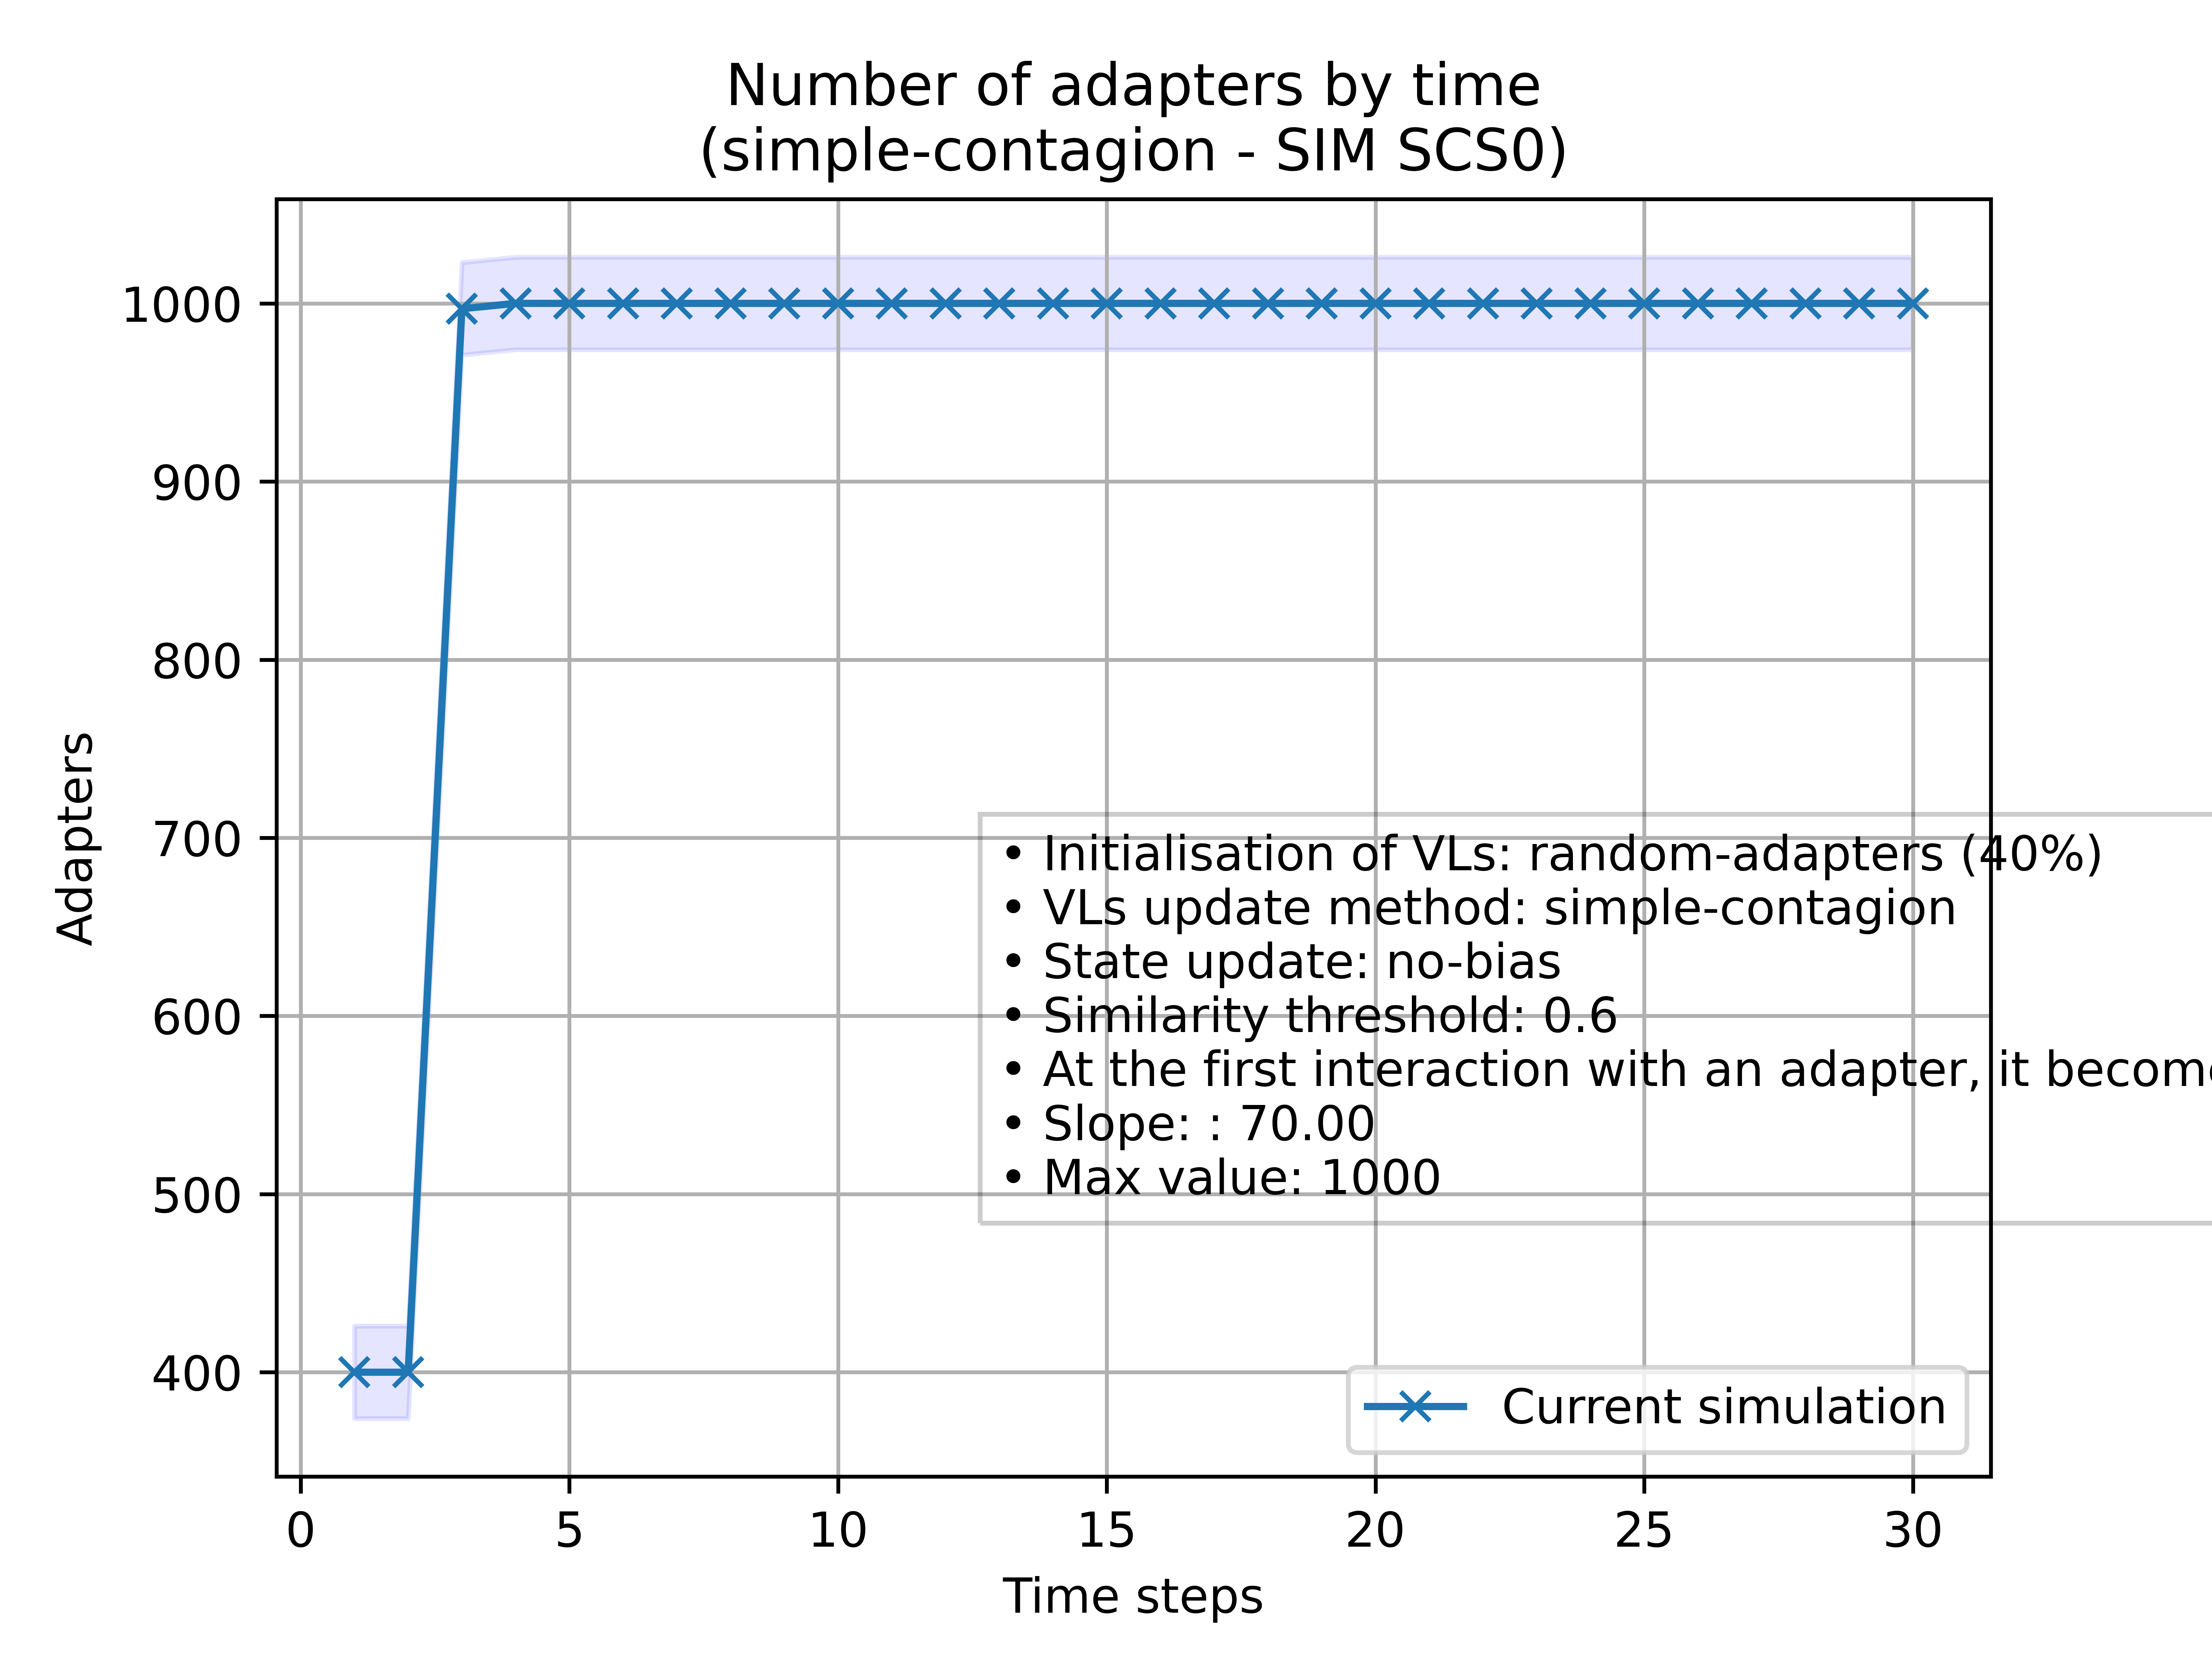 Number of adapters by time
(simple-contagion - SIM SCS0)
1000
900
800
700
600
500
400
Adapters
• Initialisation of VLs: random-adapters (40%)
• VLs update method: simple-contagion
• State update: no-bias
• Similarity threshold: 0.6
• At the first interaction with an adapter, it
• Slope: : 70.00
• Max value: 1000
Current simulation
0 5 10 15 20 25 30
Time steps